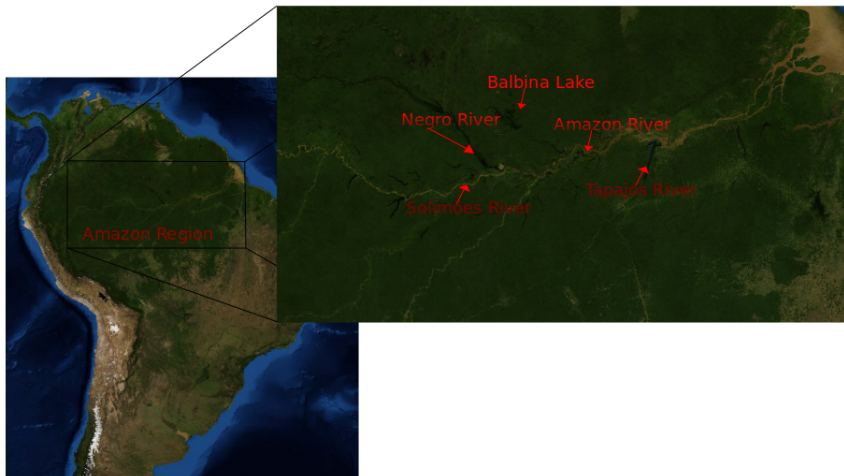 Balbina Lake
Negro River
Amazon River
Tapajós River
Solimões River
Amazon Region